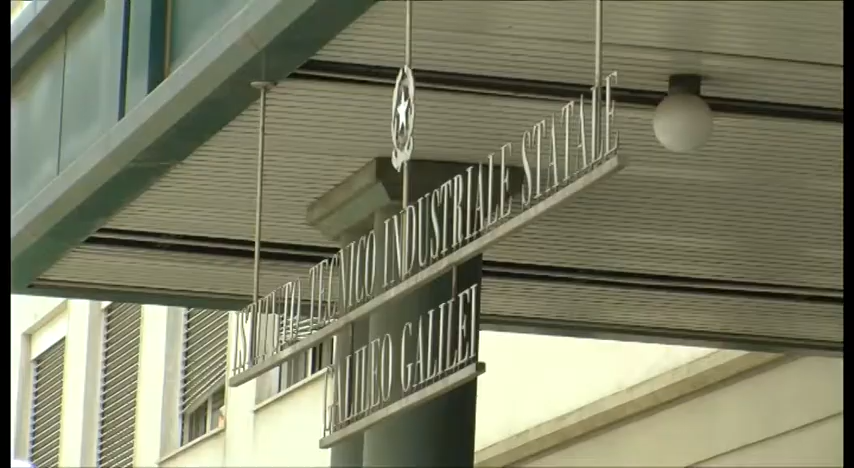 ISTITUTO TECNICO INDUSTRIALE STATALE
GALILEO GALILEI